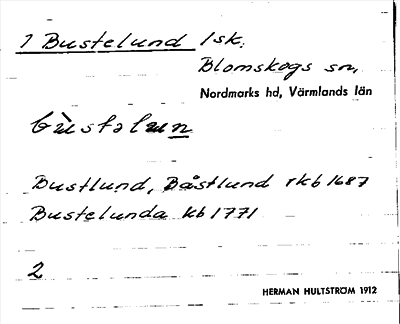 1 Bustelund Isk.
Blomskogs sn,
Nordmarks hd, Värmlands län
bùstəlun
Bustlund, Båstlund rkb 1687
Bustelunda kb 1771
2
HERMAN HULTSTRÖM 1912